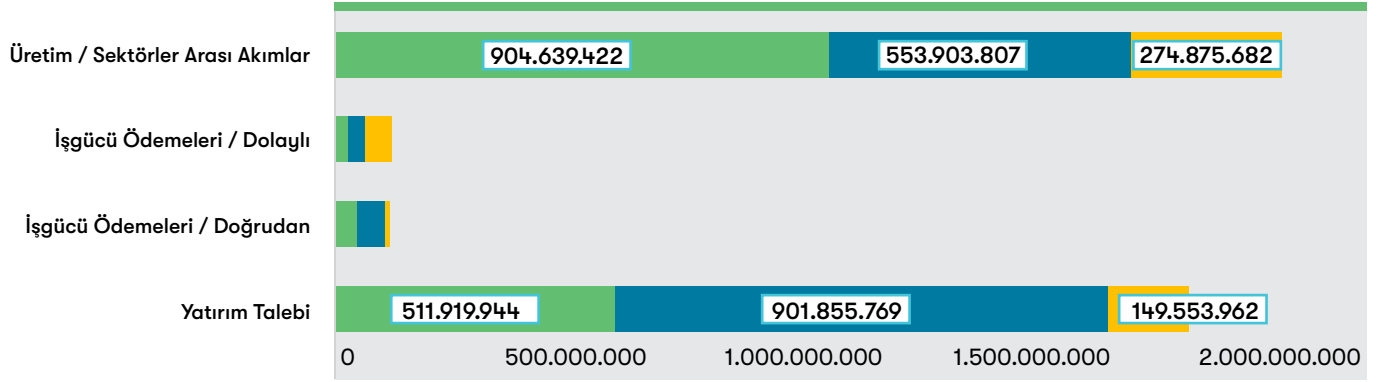 Üretim / Sektörler Arası Akımlar 904.639.422 553.903.807 274.875.682
İşgücü Ödemeleri / Dolaylı
İşgücü Ödemeleri / Doğrudan
Yatırım Talebi 511.919.944 901.855.769 149.553.962
0 500.000.000 1.000.000.000 1.500.000.000 2.000.000.000